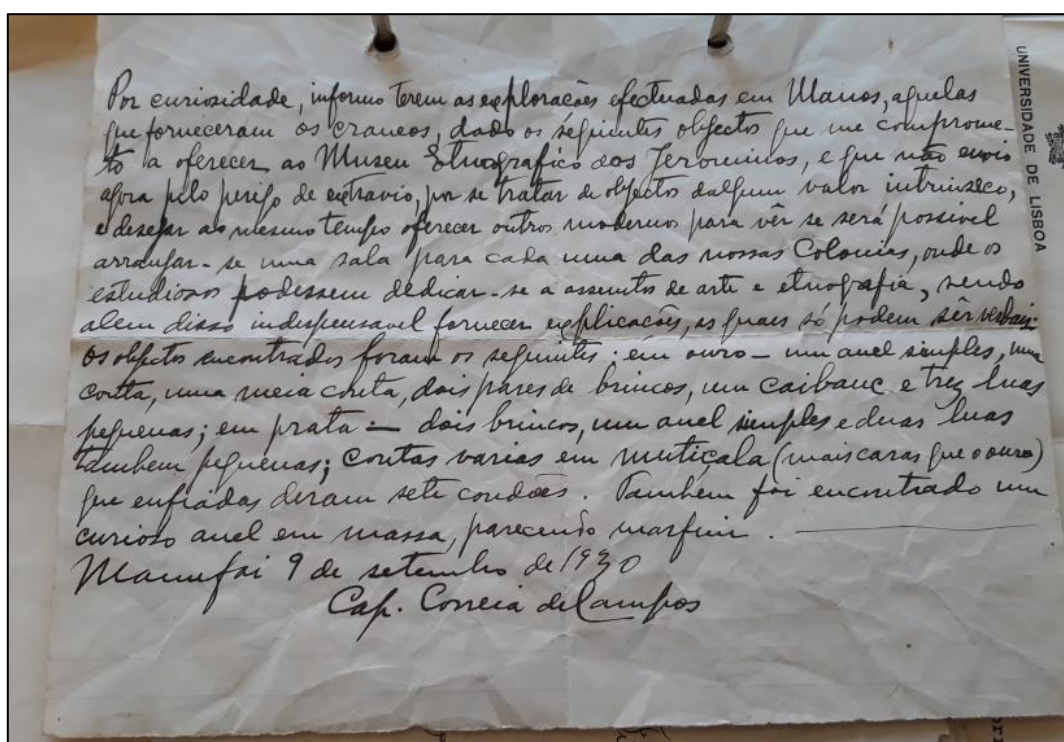 Por curiosidade, informo terem as explorações efectuadas em Manos, aquelas
que forneceram os craneos, dado os seguintes objectos que me comprome-
to a oferecer ao Museu Etnografico dos Jeronimos, e que não envio
agora pelo perigo de extravio, por se tratar de objectos dalgum valor intrinseco,
e desejar ao mesmo tempo oferecer outros modernos para vêr se será possivel
arranjar-se uma sala para cada uma das nossas Colonias, onde os
estudiosos podessem dedicar-se a assuntos de arte e etnografia, sendo
alem disso indispensavel fornecer explicações, as quais só podem sêr verbais.
Os objectos encontrados foram os seguintes: em ouro - um anel simples, uma
conta, uma meia conta, dois pares de brincos, um caibauc e trez luas
pequenas; em prata - dois brincos, um anel simples e duas luas
tambem pequenas; contas varias em mutiçala (mais caras que o ouro)
que enfiadas deram sete cordões. Tambem foi encontrado um
curioso anel em massa, parecendo marfim.
Manufai 9 de setembro de 1930
Cap. Correia de Campos
UNIVERSIDADE DE LISBOA